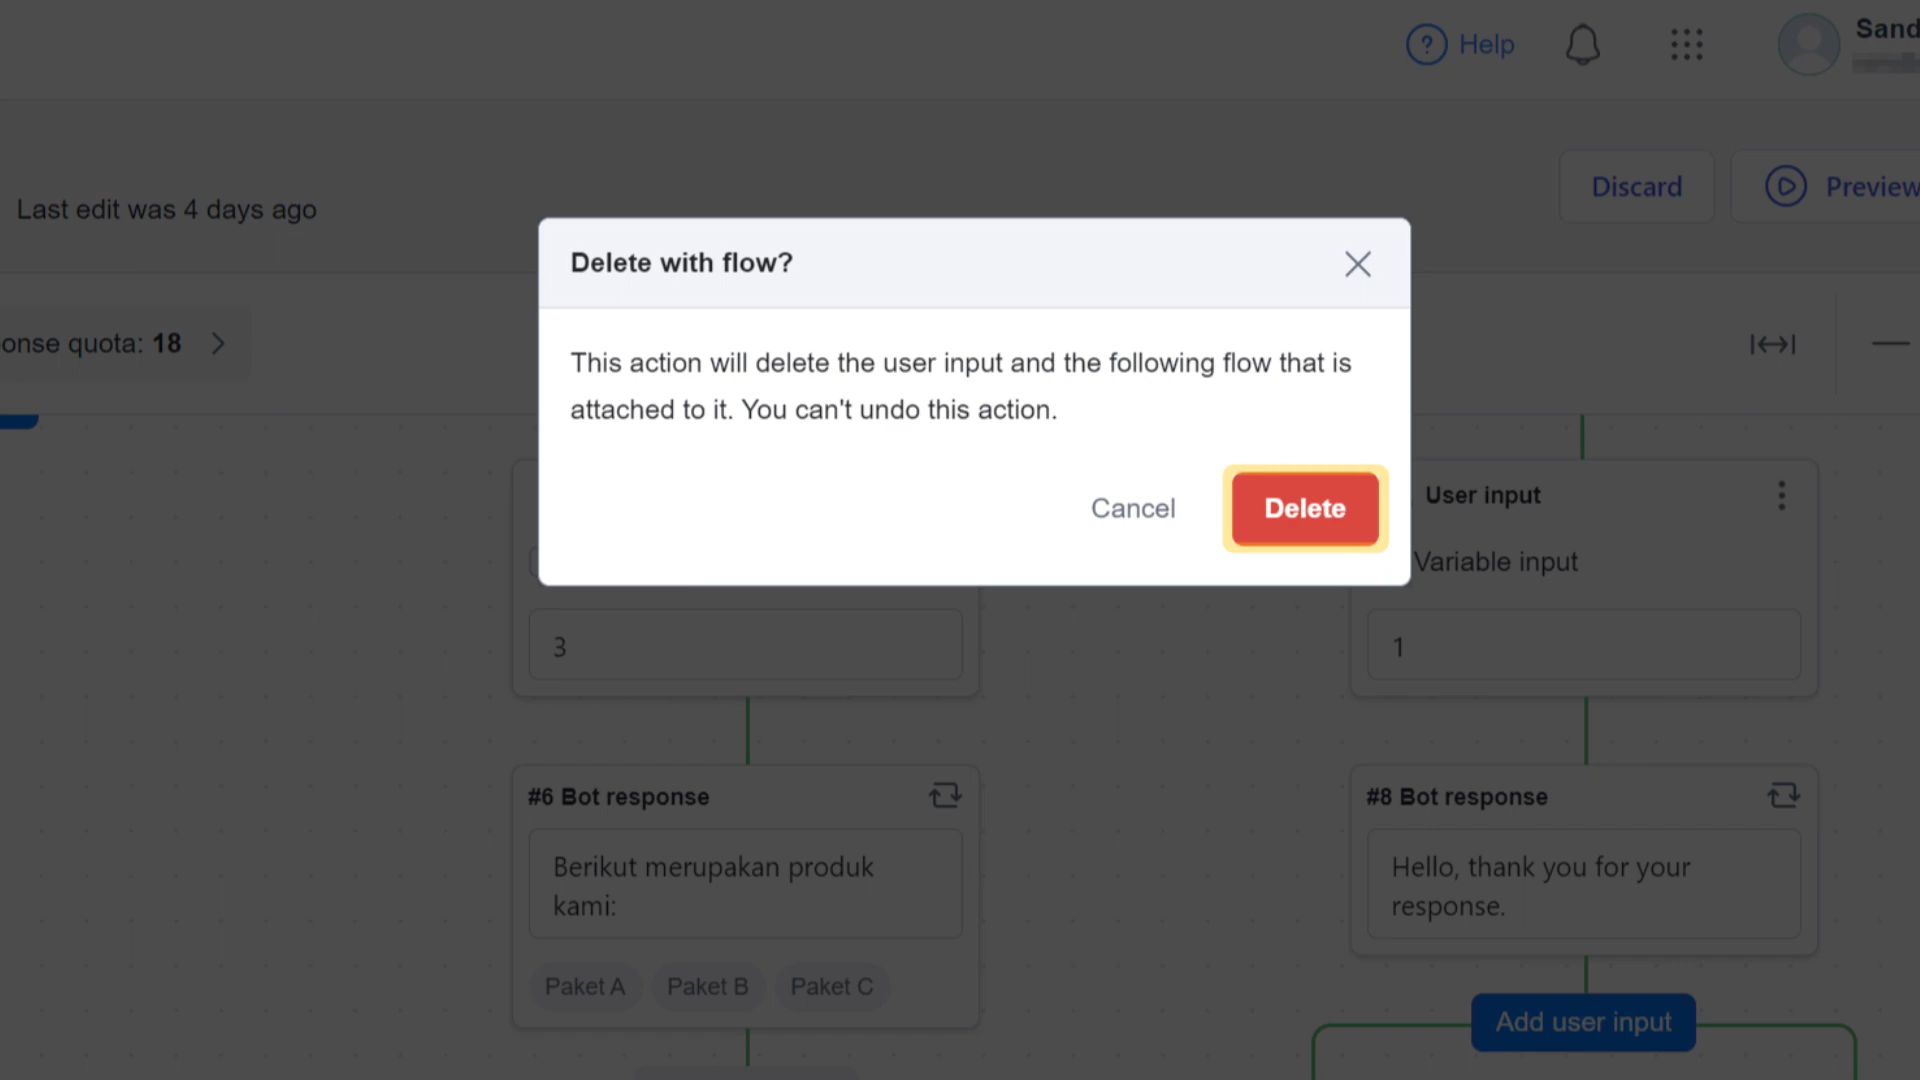 Help
Sand
Last edit was 4 days ago
Discard
Preview
Delete with flow?
onse quota: 18
This action will delete the user input and the following flow that is
attached to it. You can't undo this action.
Cancel
Delete
User input
Variable input
3
1
#6 Bot response
#8 Bot response
Berikut merupakan produk
kami:
Hello, thank you for your
response.
Paket A
Paket B
Paket C
Add user input